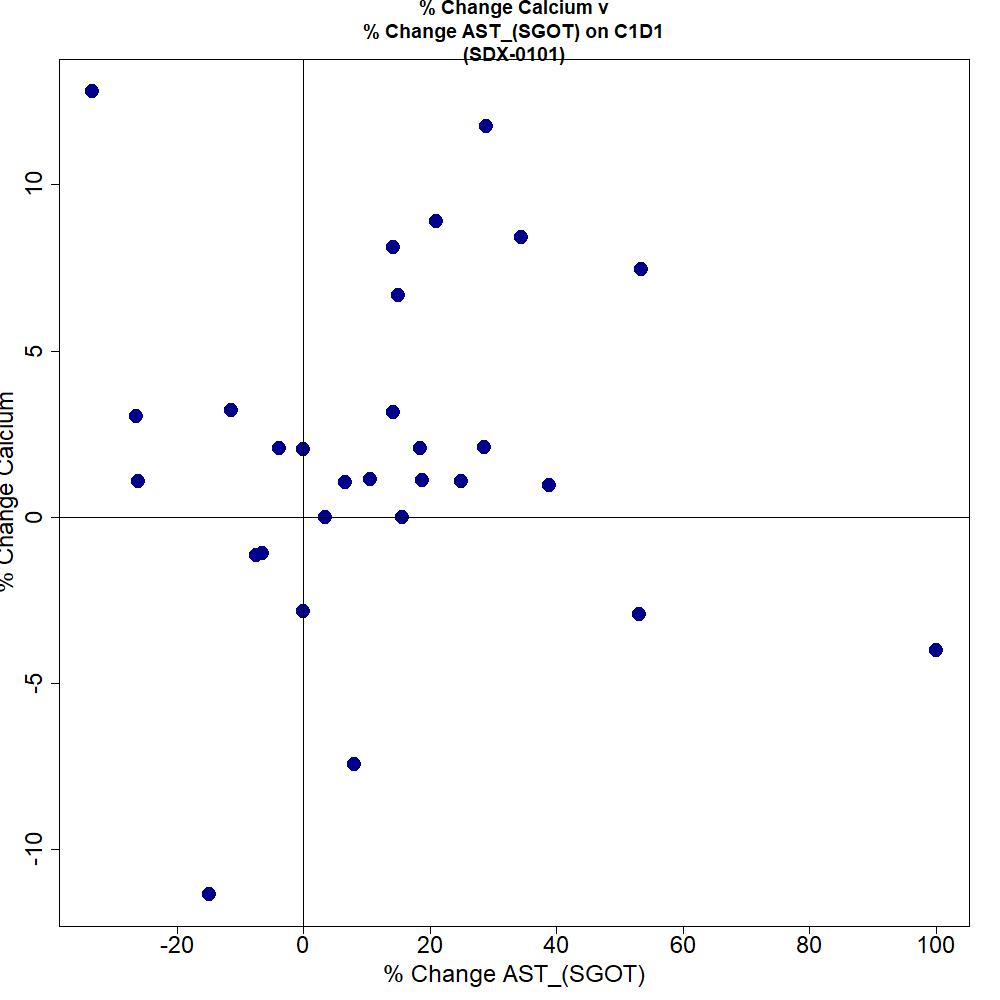 % Change Calcium v
% Change AST_(SGOT) on C1D1
(SDX-0101)
% Change Calcium
10
5
0
-5
-10
-20
0
20
40
60
80
100
% Change AST_(SGOT)